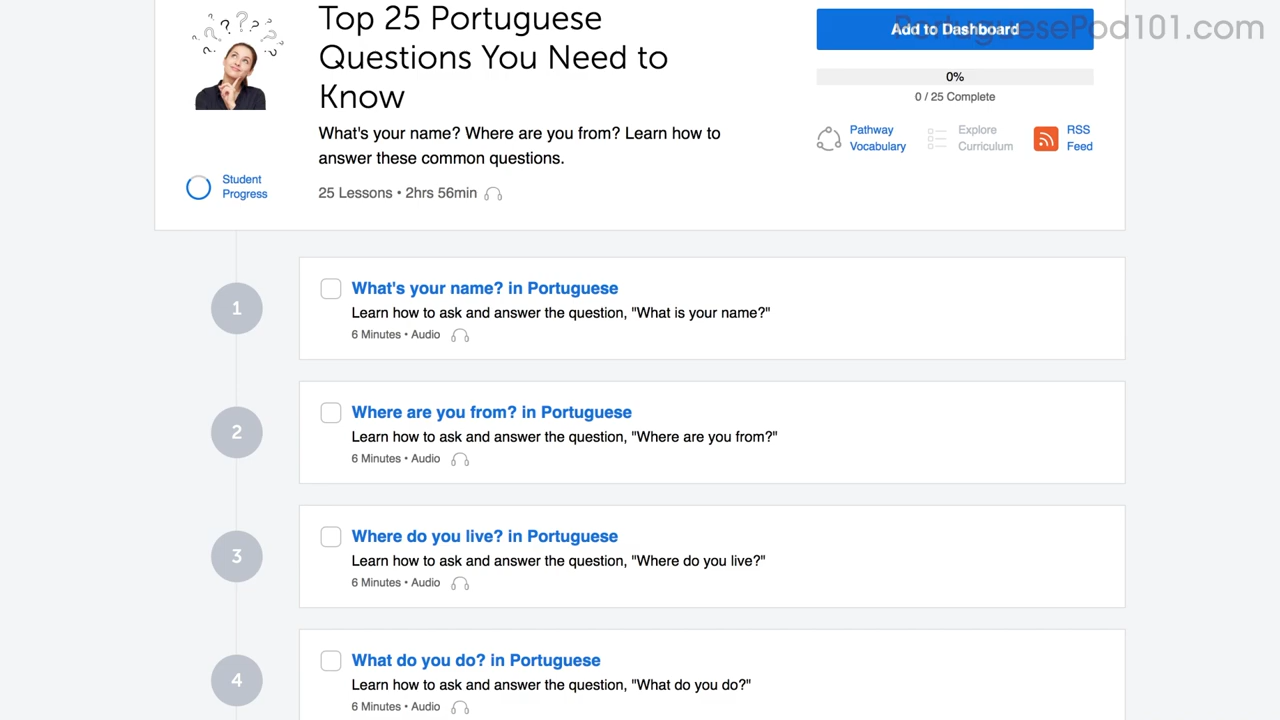 Top 25 Portuguese
Questions You Need to
Know
What's your name? Where are you from? Learn how to
answer these common questions.
25 Lessons • 2hrs 56min
Student
Progress
PortuguesePod101.com
Add to Dashboard
0%
0 / 25 Complete
Pathway
Vocabulary
Explore
Curriculum
RSS
Feed
1
What's your name? in Portuguese
Learn how to ask and answer the question, "What is your name?"
6 Minutes • Audio
2
Where are you from? in Portuguese
Learn how to ask and answer the question, "Where are you from?"
6 Minutes • Audio
3
Where do you live? in Portuguese
Learn how to ask and answer the question, "Where do you live?"
6 Minutes • Audio
4
What do you do? in Portuguese
Learn how to ask and answer the question, "What do you do?"
6 Minutes • Audio